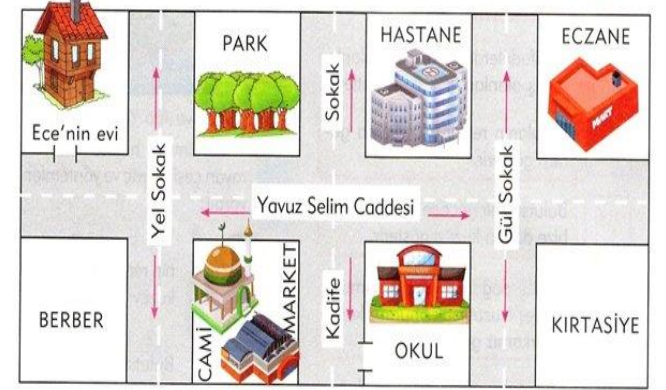 PARK
HASTANE
ECZANE
Ece'nin evi
Yel Sokak
Sokak
Gül Sokak
Yavuz Selim Caddesi
BERBER
CAMİ
MARKET
Kadife
OKUL
KIRTASİYE